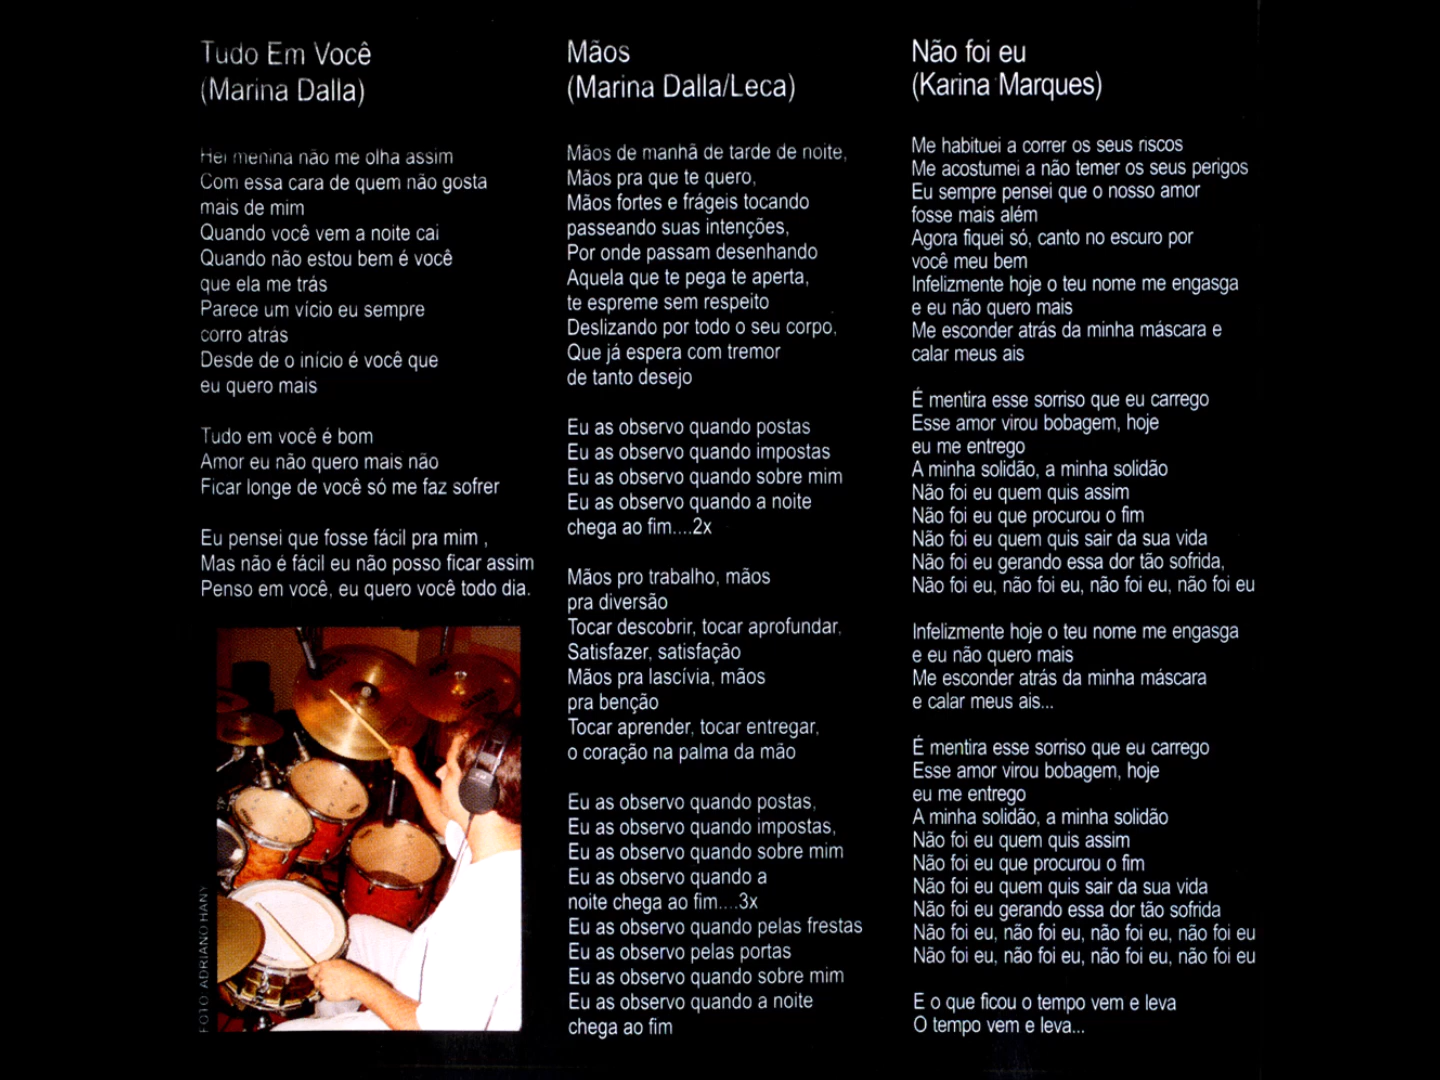 Tudo Em Você
(Marina Dalla)
Hei menina não me olha assim
Com essa cara de quem não gosta
mais de mim
Quando você vem a noite cai
Quando não estou bem é você
que ela me trás
Parece um vício eu sempre
corro atrás
Desde de o início é você que
eu quero mais
Tudo em você é bom
Amor eu não quero mais não
Ficar longe de você só me faz sofrer
Eu pensei que fosse fácil pra mim ,
Mas não é fácil eu não posso ficar assim
Penso em você, eu quero você todo dia.
FOTO ADRIANO HANY
Mãos
(Marina Dalla/Leca)
Mãos de manhã de tarde de noite,
Mãos pra que te quero,
Mãos fortes e frágeis tocando
passeando suas intenções,
Por onde passam desenhando
Aquela que te pega te aperta,
te espreme sem respeito
Deslizando por todo o seu corpo,
Que já espera com tremor
de tanto desejo
Eu as observo quando postas
Eu as observo quando impostas
Eu as observo quando sobre mim
Eu as observo quando a noite
chega ao fim....2x
Mãos pro trabalho, mãos
pra diversão
Tocar descobrir, tocar aprofundar,
Satisfazer, satisfação
Mãos pra lascívia, mãos
pra benção
Tocar aprender, tocar entregar,
o coração na palma da mão
Eu as observo quando postas,
Eu as observo quando impostas,
Eu as observo quando sobre mim
Eu as observo quando a
noite chega ao fim....3x
Eu as observo quando pelas frestas
Eu as observo pelas portas
Eu as observo quando sobre mim
Eu as observo quando a noite
chega ao fim
Não foi eu
(Karina Marques)
Me habituei a correr os seus riscos
Me acostumei a não temer os seus perigos
Eu sempre pensei que o nosso amor
fosse mais além
Agora fiquei só, canto no escuro por
você meu bem
Infelizmente hoje o teu nome me engasga
e eu não quero mais
Me esconder atrás da minha máscara e
calar meus ais
É mentira esse sorriso que eu carrego
Esse amor virou bobagem, hoje
eu me entrego
A minha solidão, a minha solidão
Não foi eu quem quis assim
Não foi eu que procurou o fim
Não foi eu quem quis sair da sua vida
Não foi eu gerando essa dor tão sofrida,
Não foi eu, não foi eu, não foi eu, não foi eu
Infelizmente hoje o teu nome me engasga
e eu não quero mais
Me esconder atrás da minha máscara
e calar meus ais...
É mentira esse sorriso que eu carrego
Esse amor virou bobagem, hoje
eu me entrego
A minha solidão, a minha solidão
Não foi eu quem quis assim
Não foi eu que procurou o fim
Não foi eu quem quis sair da sua vida
Não foi eu gerando essa dor tão sofrida
Não foi eu, não foi eu, não foi eu, não foi eu
Não foi eu, não foi eu, não foi eu, não foi eu
E o que ficou o tempo vem e leva
O tempo vem e leva...